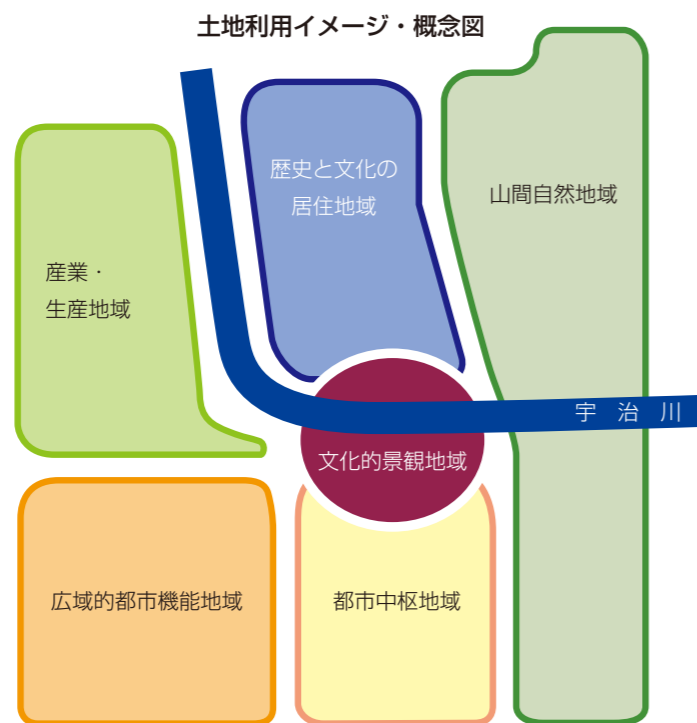 土地利用イメージ・概念図
歴史と文化の
居住地域
山間自然地域
産業・
生産地域
宇治川
文化的景観地域
広域的都市機能地域
都市中枢地域